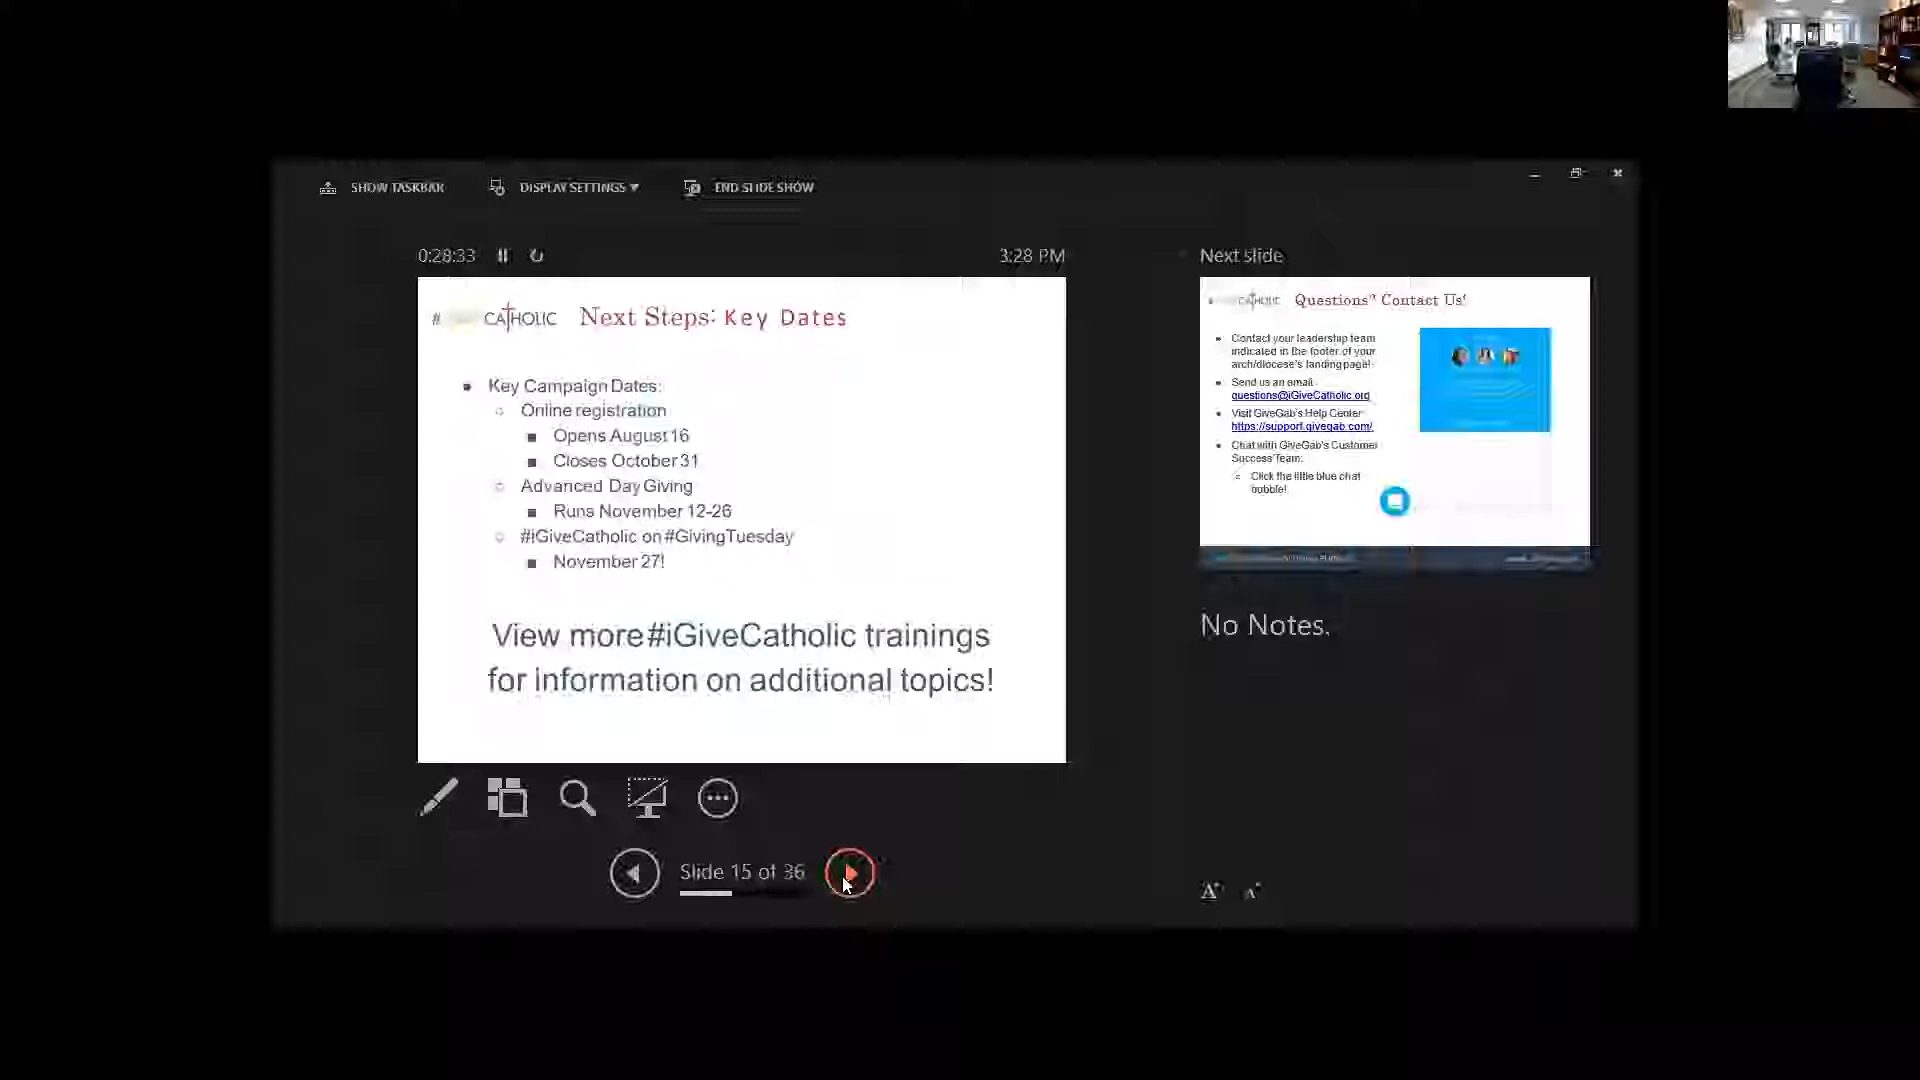 SHOW TASKBAR
DISPLAY SETTINGS ▾
END SLIDE SHOW
0:28:33
3:28 PM
# CATHOLIC
Next Steps: Key Dates
Key Campaign Dates:
Online registration
Opens August 16
Closes October 31
Advanced Day Giving
Runs November 12-26
#iGiveCatholic on #GivingTuesday
November 27!
View more #iGiveCatholic trainings
for information on additional topics!
Slide 15 of 36
Next slide
CATHOLIC
Questions? Contact Us!
Contact your leadership team
indicated in the footer of your
arch/diocese's landing page!
Send us an email
questions@iGiveCatholic.org
Visit GiveGab's Help Center
https://support.givegab.com/
Chat with GiveGab's Customer
Success Team.
Click the little blue chat
bubble!
No Notes.